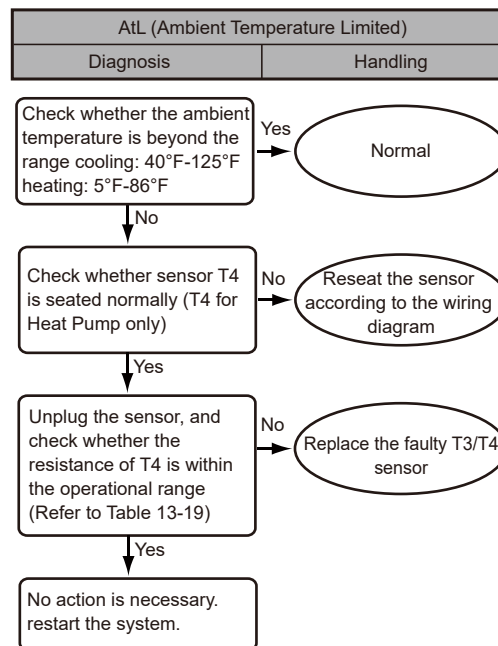 AtL (Ambient Temperature Limited)
Diagnosis
Handling
Check whether the ambient
temperature is beyond the
range cooling: 40°F-125°F
heating: 5°F-86°F
Yes
Normal
No
Check whether sensor T4
is seated normally (T4 for
Heat Pump only)
No
Reseat the sensor
according to the wiring
diagram
Yes
Unplug the sensor, and
check whether the
resistance of T4 is within
the operational range
(Refer to Table 13-19)
No
Replace the faulty T3/T4
sensor
Yes
No action is necessary.
restart the system.